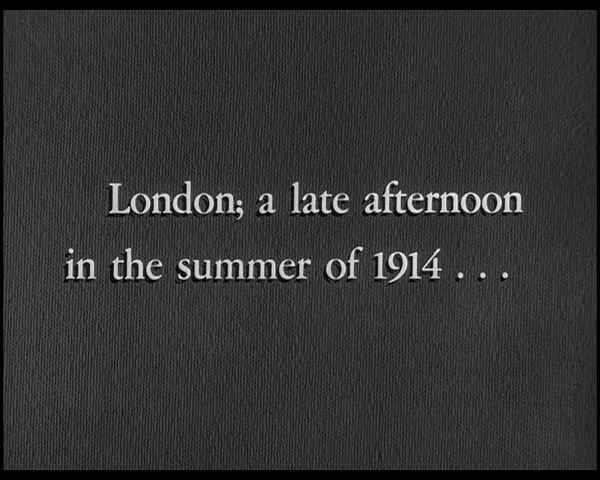 London; a late afternoon
in the summer of 1914 . . .